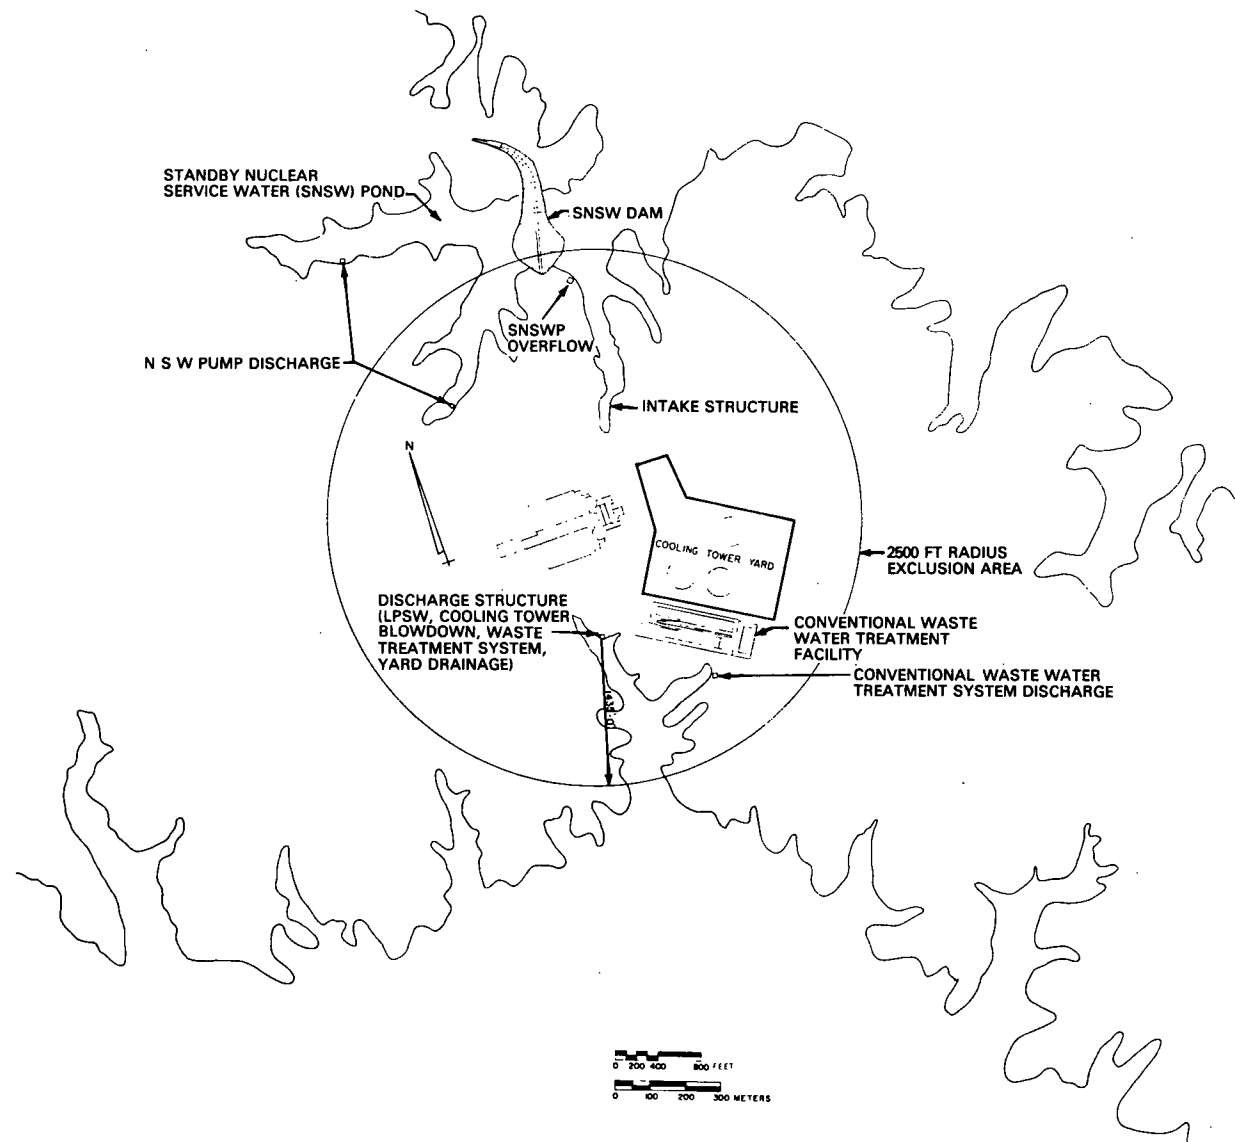 STANDBY NUCLEAR
SERVICE WATER (SNSW) POND
SNSW DAM
SNSWP
OVERFLOW
N S W PUMP DISCHARGE
INTAKE STRUCTURE
N
COOLING TOWER YARD
2500 FT RADIUS
EXCLUSION AREA
DISCHARGE STRUCTURE
(LPSW, COOLING TOWER
BLOWDOWN, WASTE
TREATMENT SYSTEM,
YARD DRAINAGE)
CONVENTIONAL WASTE
WATER TREATMENT
FACILITY
CONVENTIONAL WASTE WATER
TREATMENT SYSTEM DISCHARGE
0 200 400 800 FEET
0 100 200 300 METERS